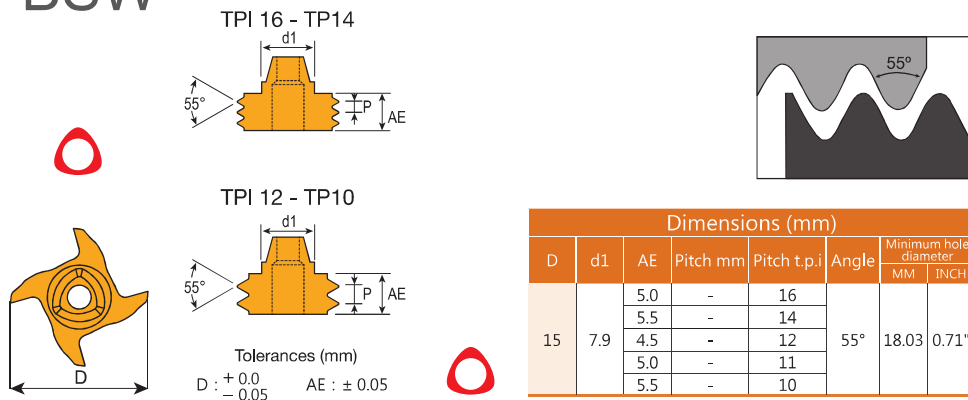 BSW
TPI 16 - TP14
d1
55°
P
AE
55°
TPI 12 - TP10
d1
55°
P
AE
D
Tolerances (mm)
D : + 0.0 − 0.05 AE : ± 0.05
Dimensions (mm)
D d1 AE Pitch mm Pitch t.p.i Angle Minimum hole diameter
MM INCH
5.0 - 16
5.5 - 14
15 7.9 4.5 - 12 55° 18.03 0.71"
5.0 - 11
5.5 - 10